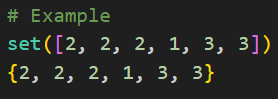 # Example
set([2, 2, 2, 1, 3, 3])
{2, 2, 2, 1, 3, 3}